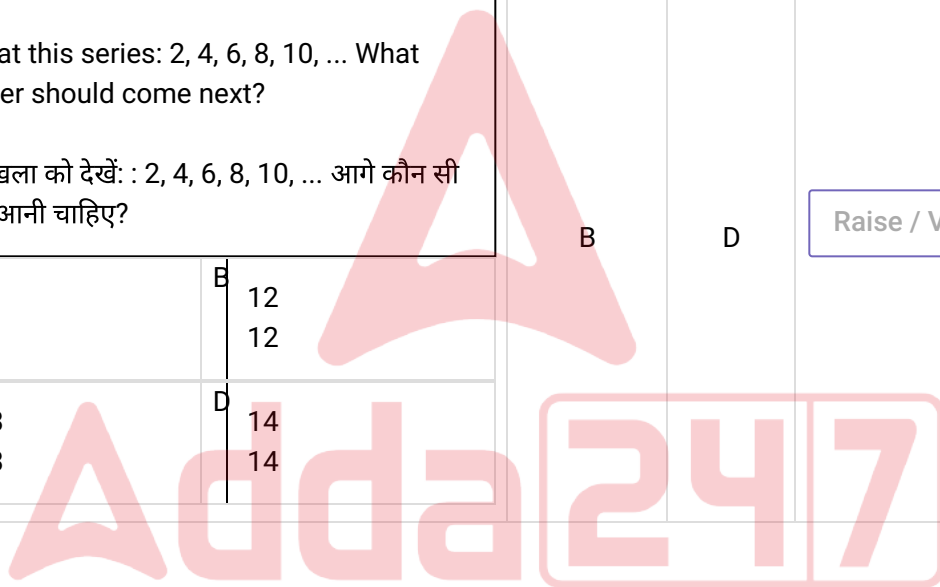 at this series: 2, 4, 6, 8, 10, ... What
er should come next?
को देखें: : 2, 4, 6, 8, 10, ... आगे कौन सी
आनी चाहिए?
B
D
Raise /
B
12
12
D
14
14
Adda247